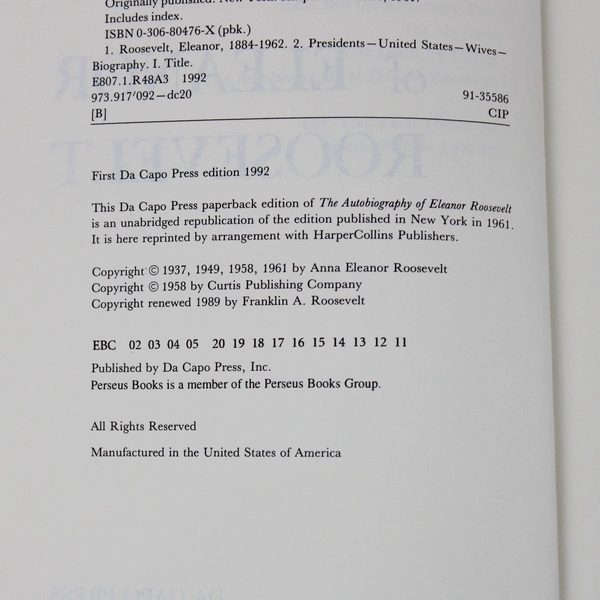 Originally published: New York:
Includes index.
ISBN 0-306-80476-X (pbk.)
1. Roosevelt, Eleanor, 1884-1962. 2. Presidents—United States—Wives—
Biography. I. Title.
E807.1.R48A3 1992
973.917'092—dc20 91-35586
[B] CIP
First Da Capo Press edition 1992
This Da Capo Press paperback edition of The Autobiography of Eleanor Roosevelt
is an unabridged republication of the edition published in New York in 1961.
It is here reprinted by arrangement with HarperCollins Publishers.
Copyright © 1937, 1949, 1958, 1961 by Anna Eleanor Roosevelt
Copyright © 1958 by Curtis Publishing Company
Copyright renewed 1989 by Franklin A. Roosevelt
EBC 02 03 04 05 20 19 18 17 16 15 14 13 12 11
Published by Da Capo Press, Inc.
Perseus Books is a member of the Perseus Books Group.
All Rights Reserved
Manufactured in the United States of America